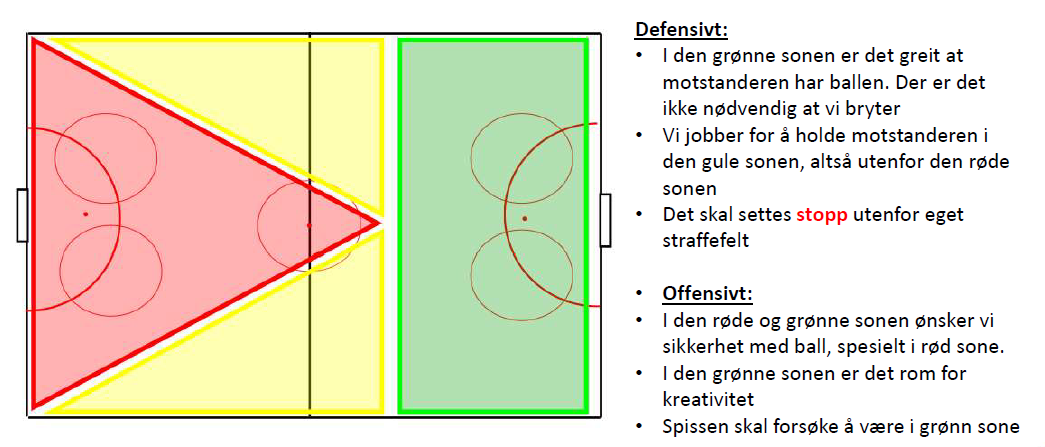 Defensivt:
• I den grønne sonen er det greit at
motstanderen har ballen. Der er det
ikke nødvendig at vi bryter
• Vi jobber for å holde motstanderen i
den gule sonen, altså utenfor den røde
sonen
• Det skal settes stopp utenfor eget
straffefelt
• Offensivt:
• I den røde og grønne sonen ønsker vi
sikkerhet med ball, spesielt i rød sone.
• I den grønne sonen er det rom for
kreativitet
• Spissen skal forsøke å være i grønn sone